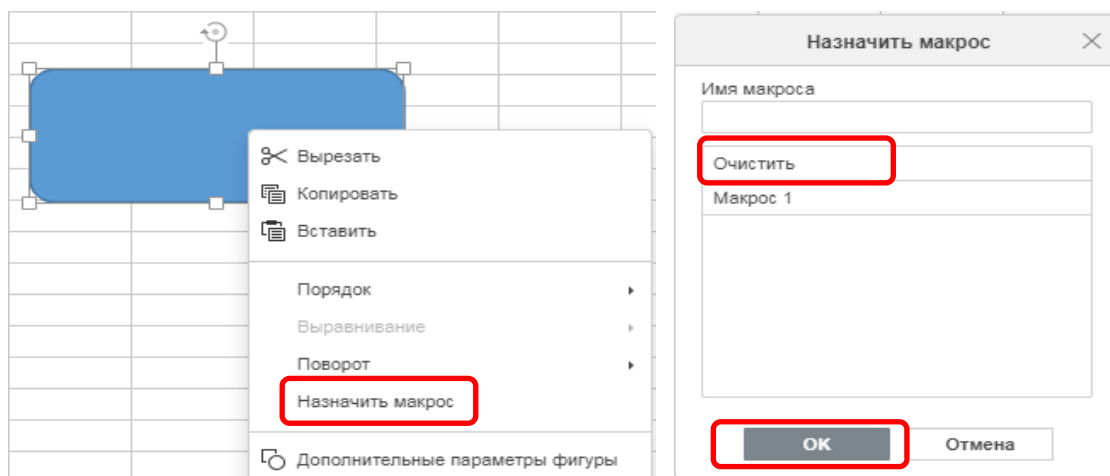 Вырезать
Копировать
Вставить
Порядок
Выравнивание
Поворот
Назначить макрос
Дополнительные параметры фигуры
Назначить макрос
Имя макроса
Очистить
Макрос 1
OK
Отмена